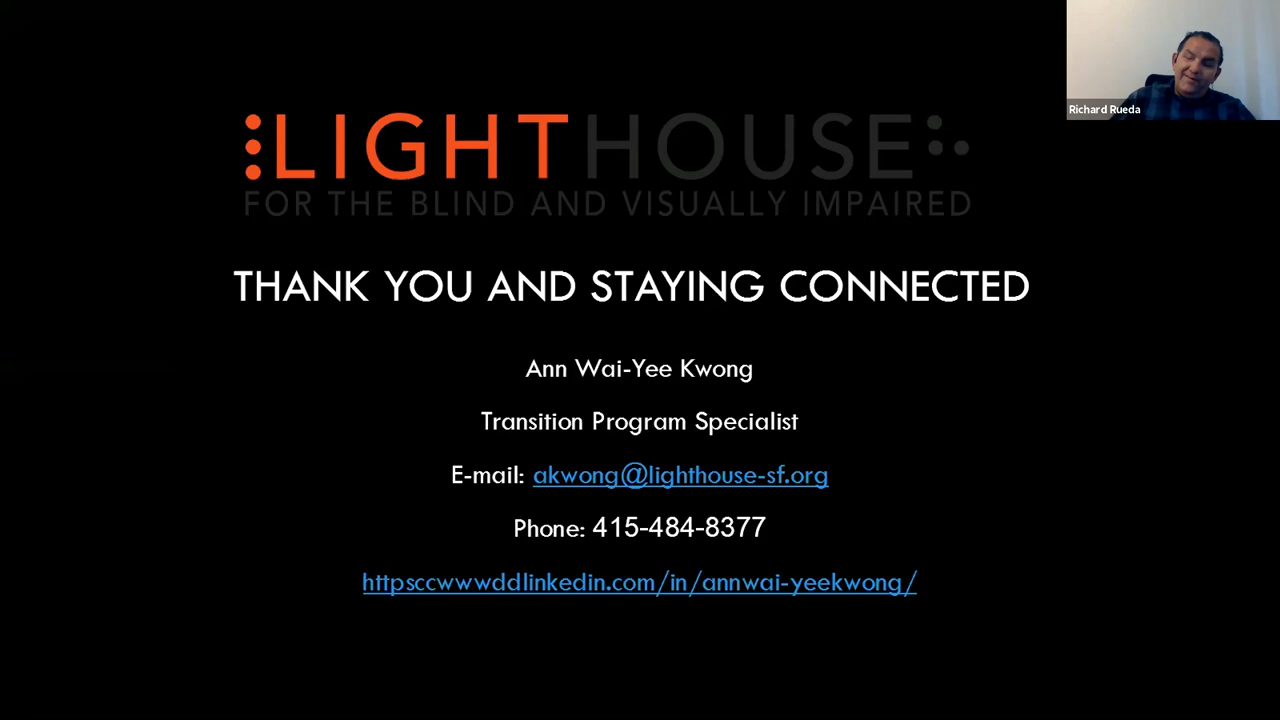 LIGHTHOUSE
FOR THE BLIND AND VISUALLY IMPAIRED
Richard Rueda
THANK YOU AND STAYING CONNECTED
Ann Wai-Yee Kwong
Transition Program Specialist
E-mail: akwong@lighthouse-sf.org
Phone: 415-484-8377
httpsccwwwddlinkedin.com/in/annwai-yeekwong/